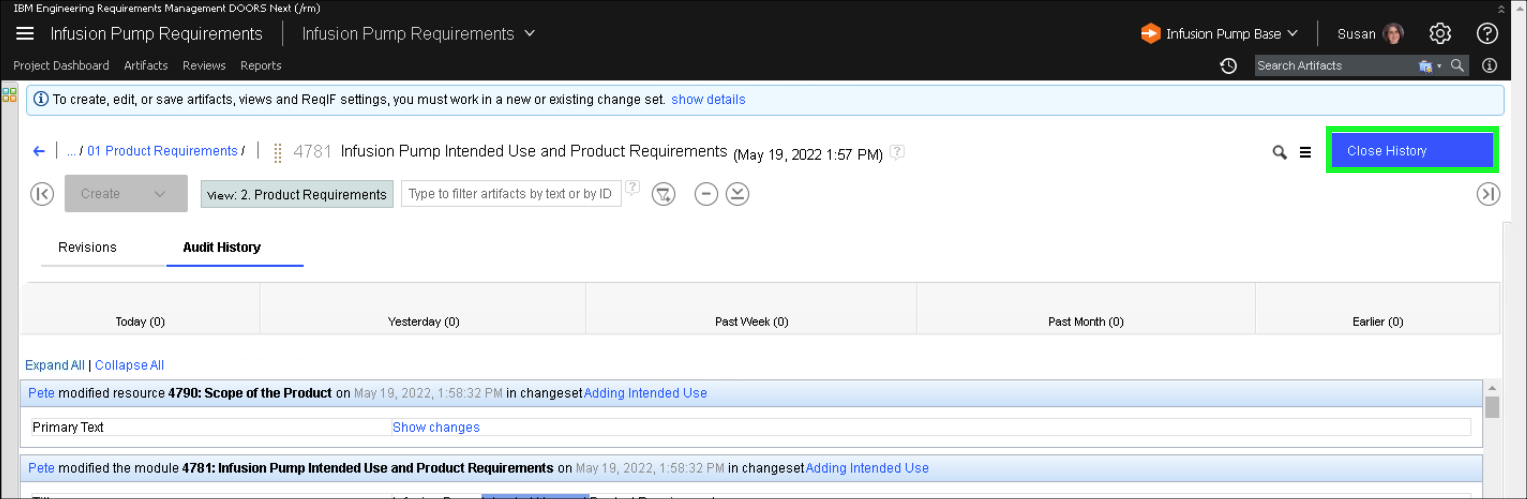 IBM Engineering Requirements Management DOORS Next (/rm)
Infusion Pump Requirements Infusion Pump Requirements Infusion Pump Base Susan
Project Dashboard Artifacts Reviews Reports Search Artifacts
To create, edit, or save artifacts, views and ReqIF settings, you must work in a new or existing change set. show details
... / 01 Product Requirements / 4781 Infusion Pump Intended Use and Product Requirements (May 19, 2022 1:57 PM) ? Close History
Create View: 2. Product Requirements Type to filter artifacts by text or by ID ?
Revisions Audit History
Today (0) Yesterday (0) Past Week (0) Past Month (0) Earlier (0)
Expand All | Collapse All
Pete modified resource 4790: Scope of the Product on May 19, 2022, 1:58:32 PM in changeset Adding Intended Use
Primary Text Show changes
Pete modified the module 4781: Infusion Pump Intended Use and Product Requirements on May 19, 2022, 1:58:32 PM in changeset Adding Intended Use